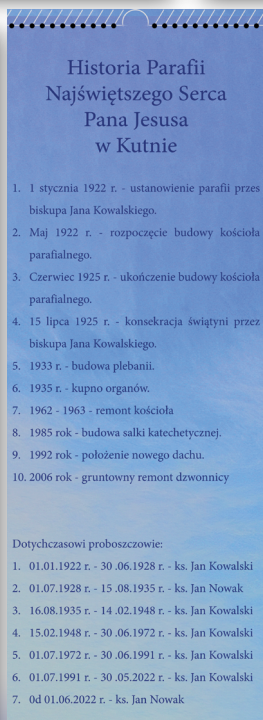 Historia Parafii
Najświętszego Serca
Pana Jesusa
w Kutnie
1. 1 stycznia 1922 r. - ustanowienie parafii przes
biskupa Jana Kowalskiego.
2. Maj 1922 r. - rozpoczęcie budowy kościoła
parafialnego.
3. Czerwiec 1925 r. - ukończenie budowy kościoła
parafialnego.
4. 15 lipca 1925 r. - konsekracja świątyni przez
biskupa Jana Kowalskiego.
5. 1933 r. - budowa plebanii.
6. 1935 r. - kupno organów.
7. 1962 - 1963 - remont kościoła
8. 1985 rok - budowa salki katechetycznej.
9. 1992 rok - położenie nowego dachu.
10. 2006 rok - gruntowny remont dzwonnicy
Dotychczasowi proboszczowie:
1. 01.01.1922 r. - 30 .06.1928 r. - ks. Jan Kowalski
2. 01.07.1928 r. - 15 .08.1935 r. - ks. Jan Nowak
3. 16.08.1935 r. - 14 .02.1948 r. - ks. Jan Kowalski
4. 15.02.1948 r. - 30 .06.1972 r. - ks. Jan Kowalski
5. 01.07.1972 r. - 30 .06.1991 r. - ks. Jan Kowalski
6. 01.07.1991 r. - 30 .05.2022 r. - ks. Jan Kowalski
7. 0d 01.06.2022 r. - ks. Jan Nowak